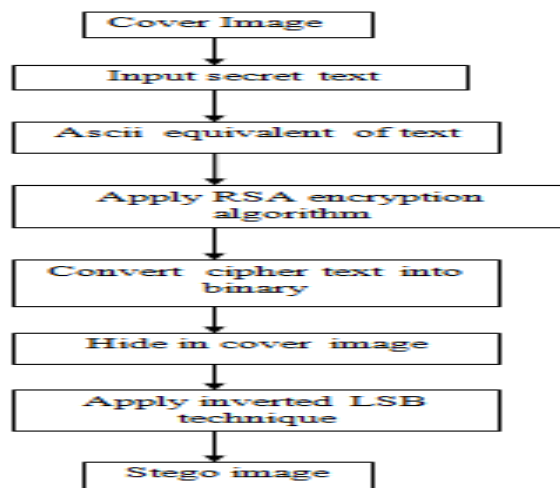 Cover Image
Input secret text
Ascii equivalent of text
Apply RSA encryption
algorithm
Convert cipher text into
binary
Hide in cover image
Apply inverted LSB
technique
Stego image